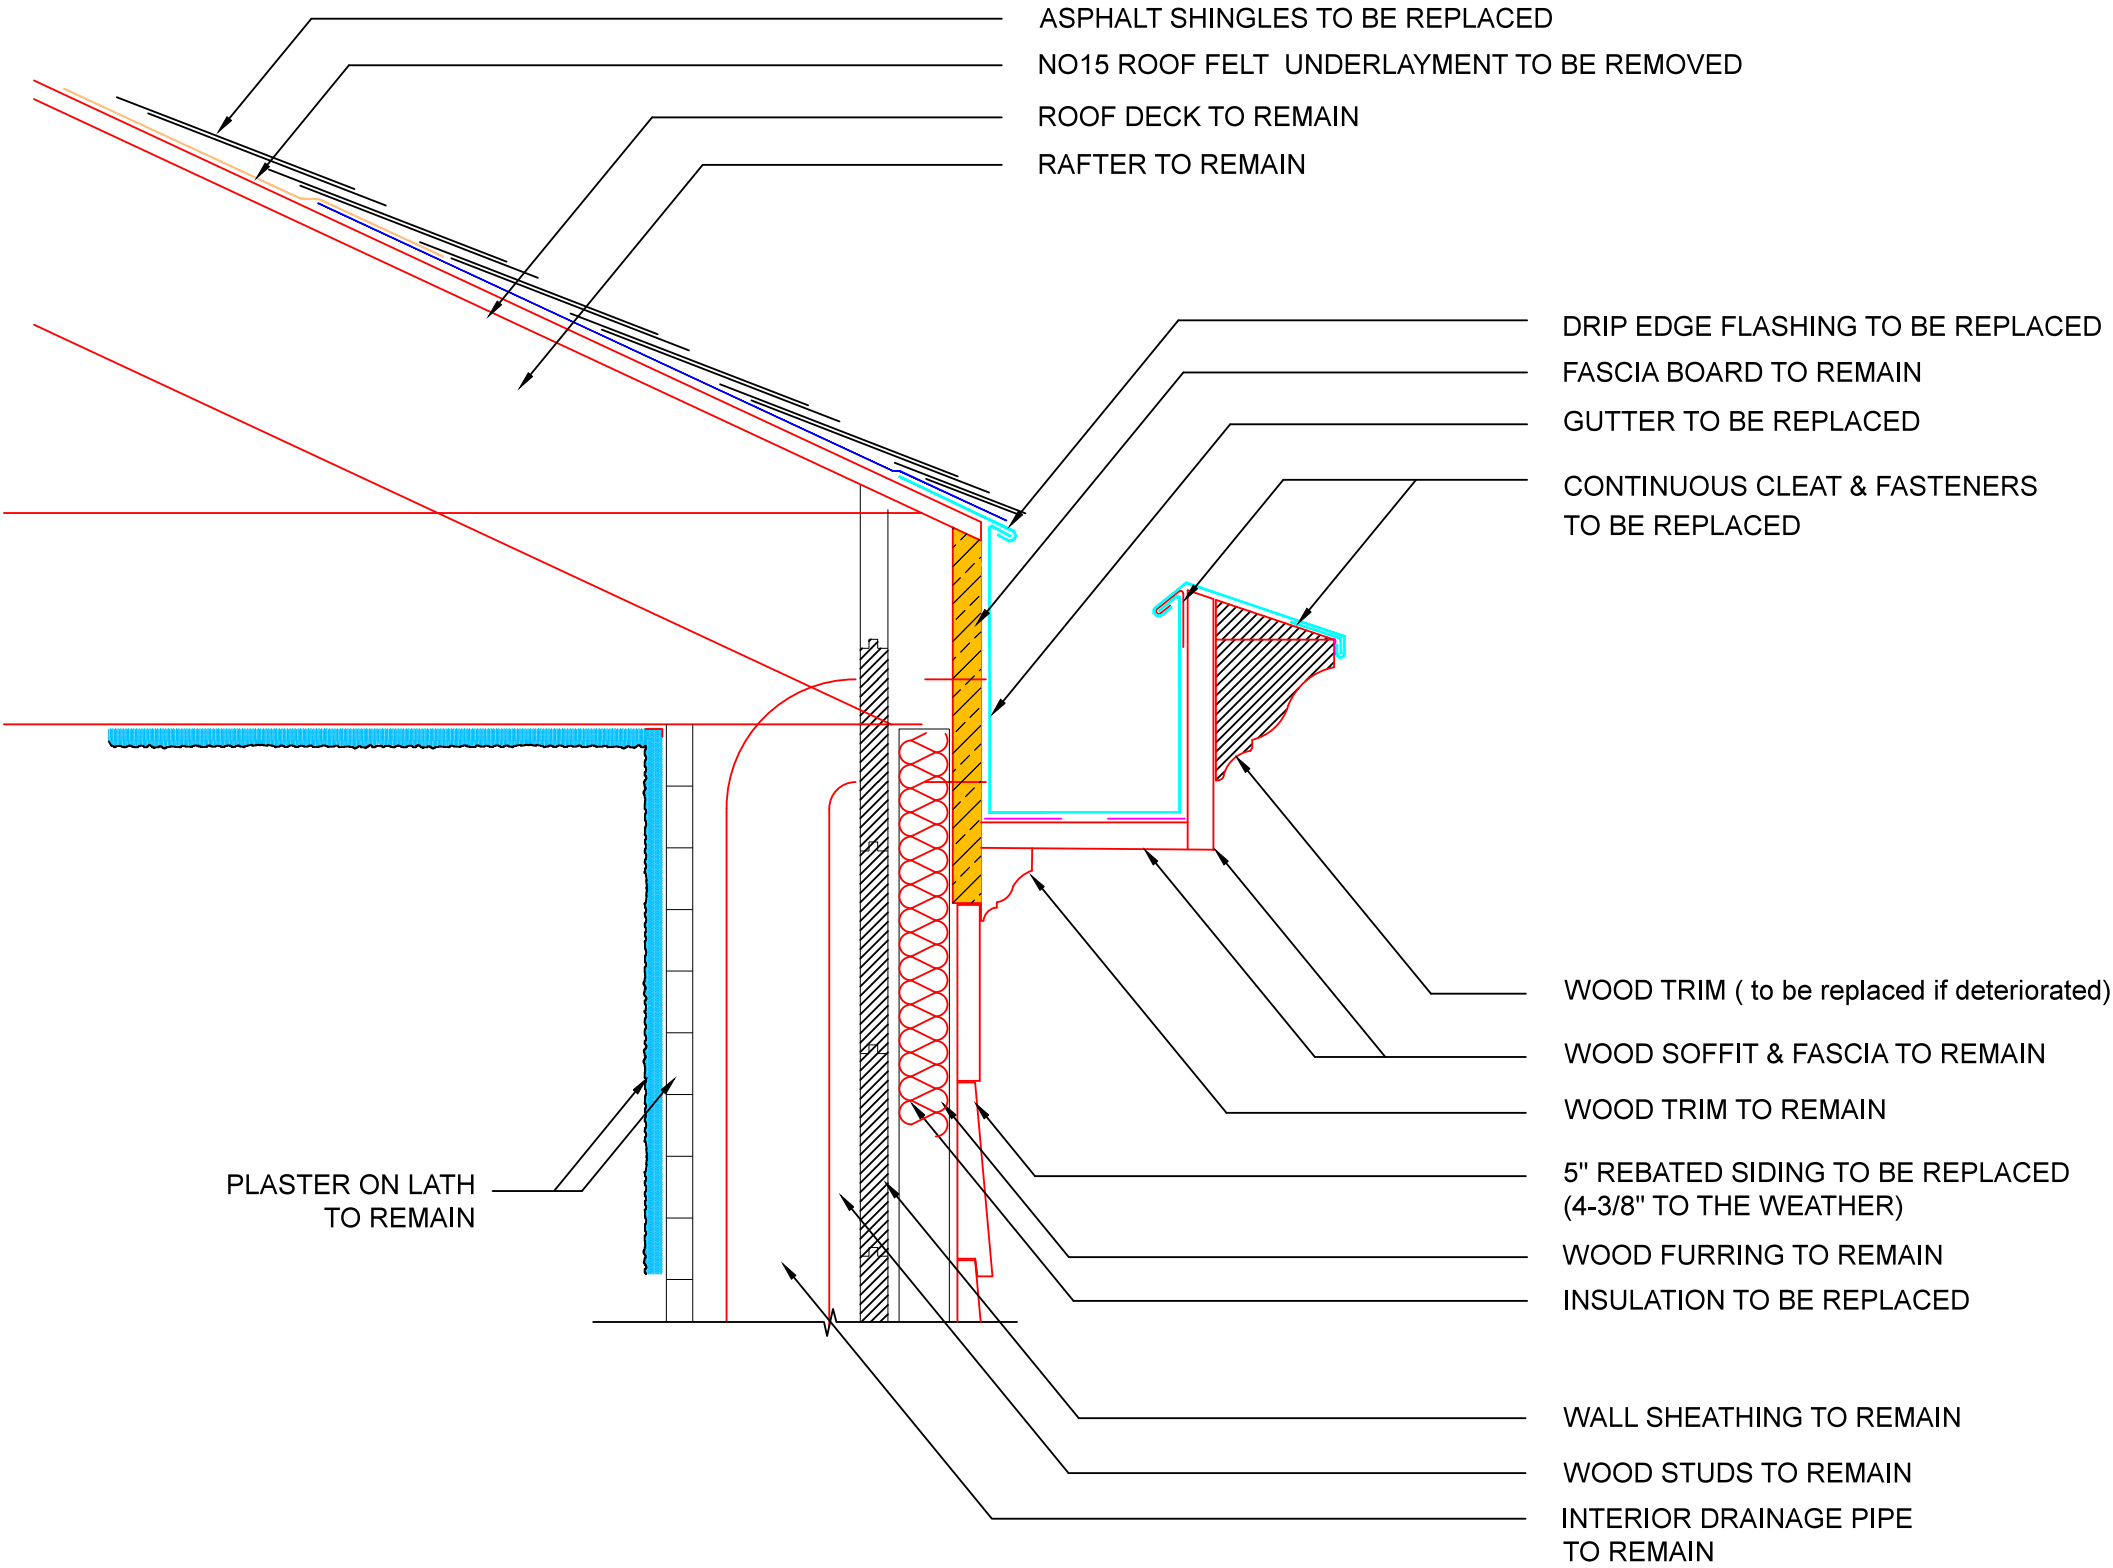 ASPHALT SHINGLES TO BE REPLACED
NO15 ROOF FELT UNDERLAYMENT TO BE REMOVED
ROOF DECK TO REMAIN
RAFTER TO REMAIN
DRIP EDGE FLASHING TO BE REPLACED
FASCIA BOARD TO REMAIN
GUTTER TO BE REPLACED
CONTINUOUS CLEAT & FASTENERS
TO BE REPLACED
WOOD TRIM ( to be replaced if deteriorated)
WOOD SOFFIT & FASCIA TO REMAIN
WOOD TRIM TO REMAIN
5" REBATED SIDING TO BE REPLACED
(4-3/8" TO THE WEATHER)
WOOD FURRING TO REMAIN
INSULATION TO BE REPLACED
PLASTER ON LATH
TO REMAIN
WALL SHEATHING TO REMAIN
WOOD STUDS TO REMAIN
INTERIOR DRAINAGE PIPE
TO REMAIN